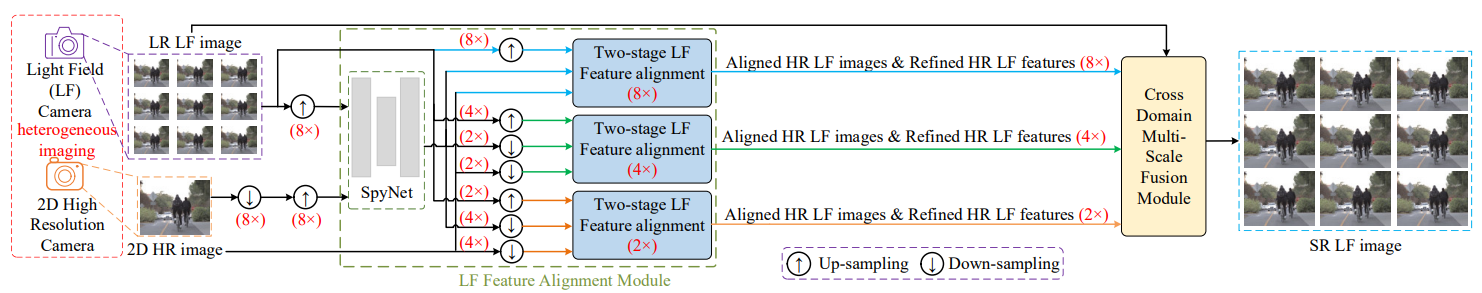 LR LF image
Light Field
(LF)
Camera
heterogeneous
imaging
2D High
Resolution
Camera
2D HR image
(8×)
(8×)
(8×)
SpyNet
(8×)
(4×)
(2×)
(2×)
(2×)
(4×)
(4×)
Two-stage LF
Feature alignment
(8×)
Two-stage LF
Feature alignment
(4×)
Two-stage LF
Feature alignment
(2×)
LF Feature Alignment Module
Aligned HR LF images & Refined HR LF features (8×)
Aligned HR LF images & Refined HR LF features (4×)
Aligned HR LF images & Refined HR LF features (2×)
Cross
Domain
Multi-
Scale
Fusion
Module
SR LF image
Up-sampling
Down-sampling